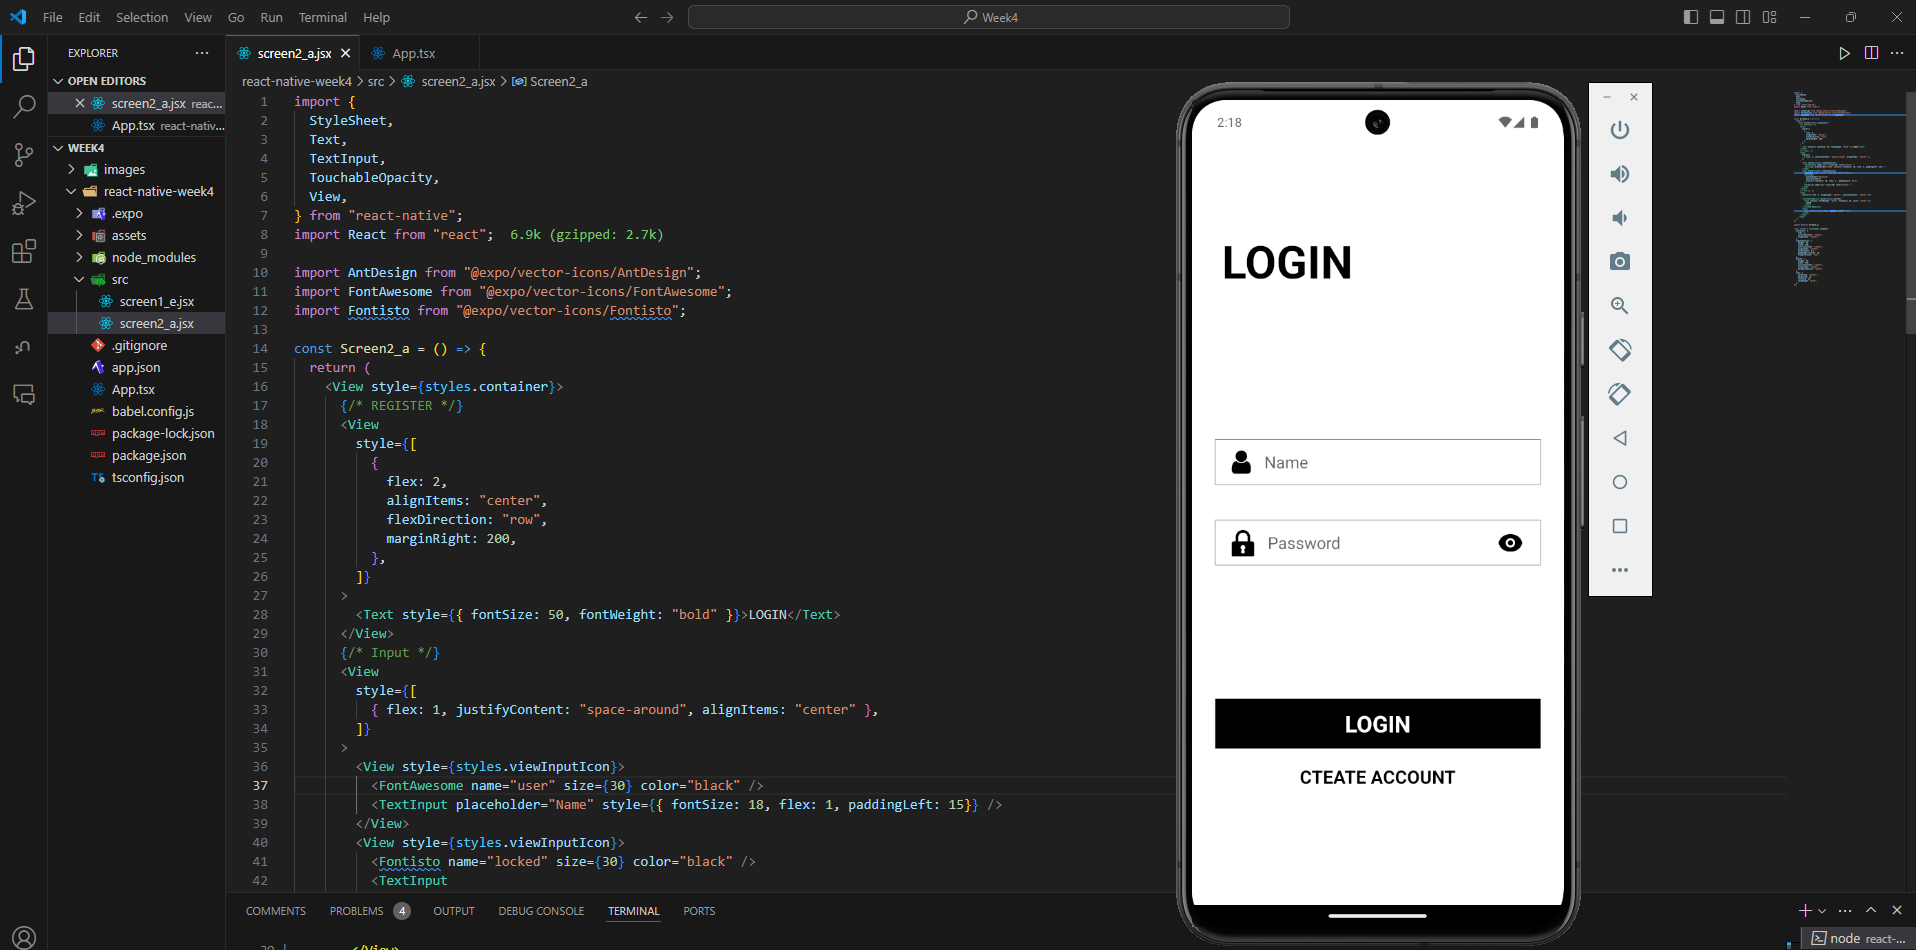 File Edit Selection View Go Run Terminal Help
Week4
EXPLORER
OPEN EDITORS
screen2_a.jsx reac...
App.tsx react-nativ...
WEEK4
images
react-native-week4
.expo
assets
node_modules
src
screen1_e.jsx
screen2_a.jsx
.gitignore
app.json
App.tsx
babel.config.js
package-lock.json
package.json
tsconfig.json
screen2_a.jsx
App.tsx
react-native-week4 > src > screen2_a.jsx > Screen2_a
1 import {
2 StyleSheet,
3 Text,
4 TextInput,
5 TouchableOpacity,
6 View,
7 } from "react-native";
8 import React from "react"; 6.9k (gzipped: 2.7k)
9
10 import AntDesign from "@expo/vector-icons/AntDesign";
11 import FontAwesome from "@expo/vector-icons/FontAwesome";
12 import Fontisto from "@expo/vector-icons/Fontisto";
13
14 const Screen2_a = () => {
15 return (
16 <View style={styles.container}>
17 {/* REGISTER */}
18 <View
19 style={[
20 {
21 flex: 2,
22 alignItems: "center",
23 flexDirection: "row",
24 marginRight: 200,
25 },
26 ]}
27 >
28 <Text style={{ fontSize: 50, fontWeight: "bold" }}>LOGIN</Text>
29 </View>
30 {/* Input */}
31 <View
32 style={[
33 { flex: 1, justifyContent: "space-around", alignItems: "center" },
34 ]}
35 >
36 <View style={styles.viewInputIcon}>
37 <FontAwesome name="user" size={30} color="black" />
38 <TextInput placeholder="Name" style={{ fontSize: 18, flex: 1, paddingLeft: 15}} />
39 </View>
40 <View style={styles.viewInputIcon}>
41 <Fontisto name="locked" size={30} color="black" />
42 <TextInput
2:18
LOGIN
Name
Password
LOGIN
CTEATE ACCOUNT
COMMENTS PROBLEMS 4 OUTPUT DEBUG CONSOLE TERMINAL PORTS
node react-...